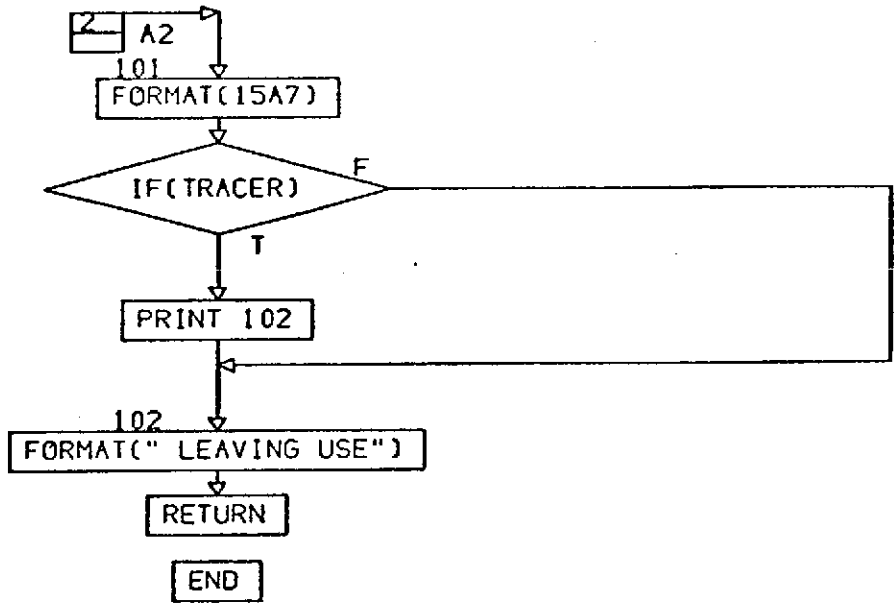 2
A2
101
FORMAT(15A7)
F
IF(TRACER)
T
PRINT 102
102
FORMAT(" LEAVING USE")
RETURN
END